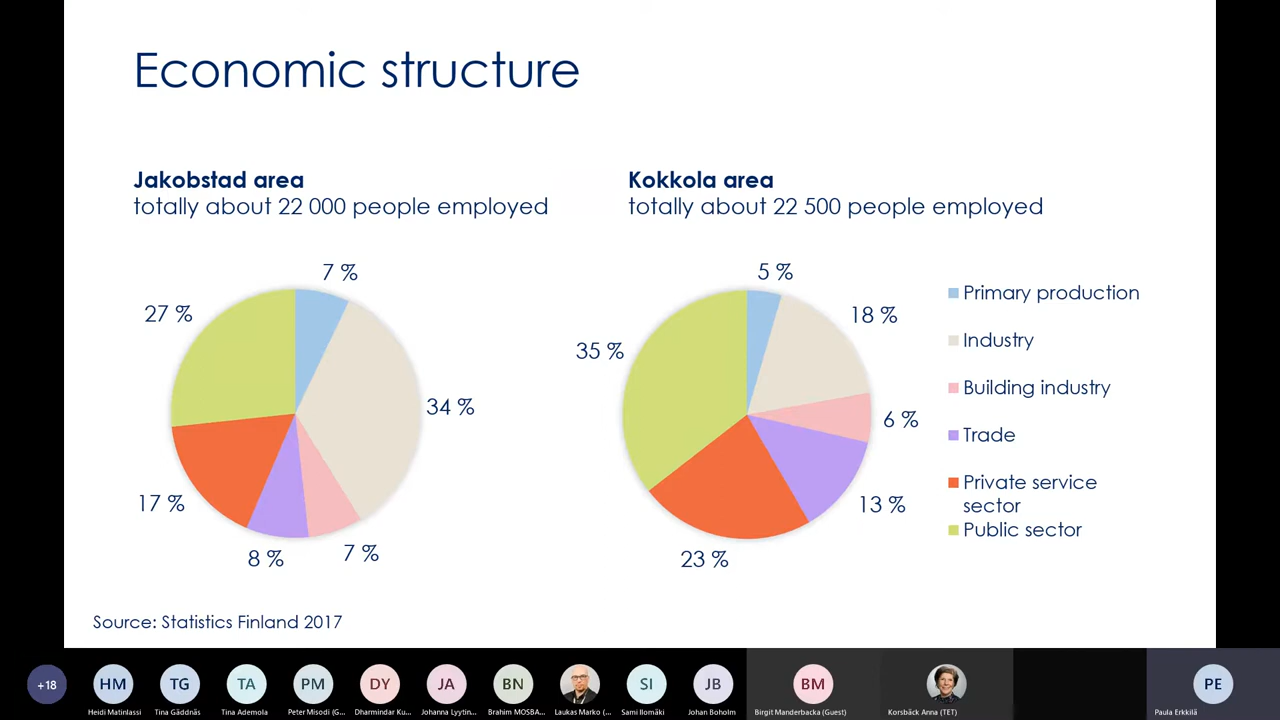 Economic structure
Jakobstad area
totally about 22 000 people employed
Kokkola area
totally about 22 500 people employed
7 %
34 %
7 %
8 %
17 %
27 %
5 %
18 %
6 %
13 %
23 %
35 %
Primary production
Industry
Building industry
Trade
Private service
sector
Public sector
Source: Statistics Finland 2017
+18
HM
TG
TA
PM
DY
JA
BN
SI
JB
BM
PE
Heidi Matinlassi
Tina Gäddnäs
Tina Ademola
Peter Misodi (G...
Dharmindar Ku...
Johanna Lyytin...
Brahim MOSBA...
Laukas Marko (...
Sami Ilomäki
Johan Boholm
Birgit Manderbacka (Guest)
Korsbäck Anna (TET)
Paula Erkkilä